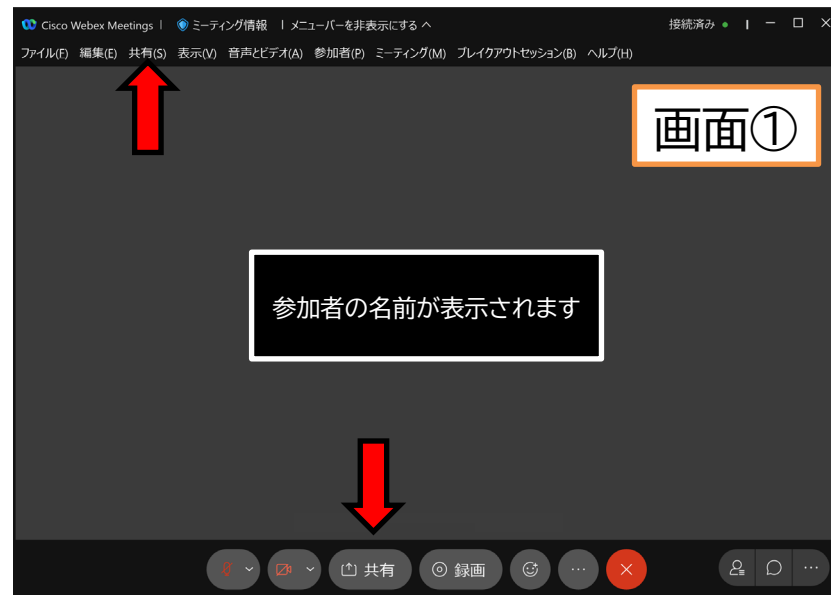 Cisco Webex Meetings | ミーティング情報 | メニューバーを非表示にする 接続済み
ファイル(F) 編集(E) 共有(S) 表示(V) 音声とビデオ(A) 参加者(P) ミーティング(M) ブレイクアウトセッション(B) ヘルプ(H)
画面①
参加者の名前が表示されます
共有 録画